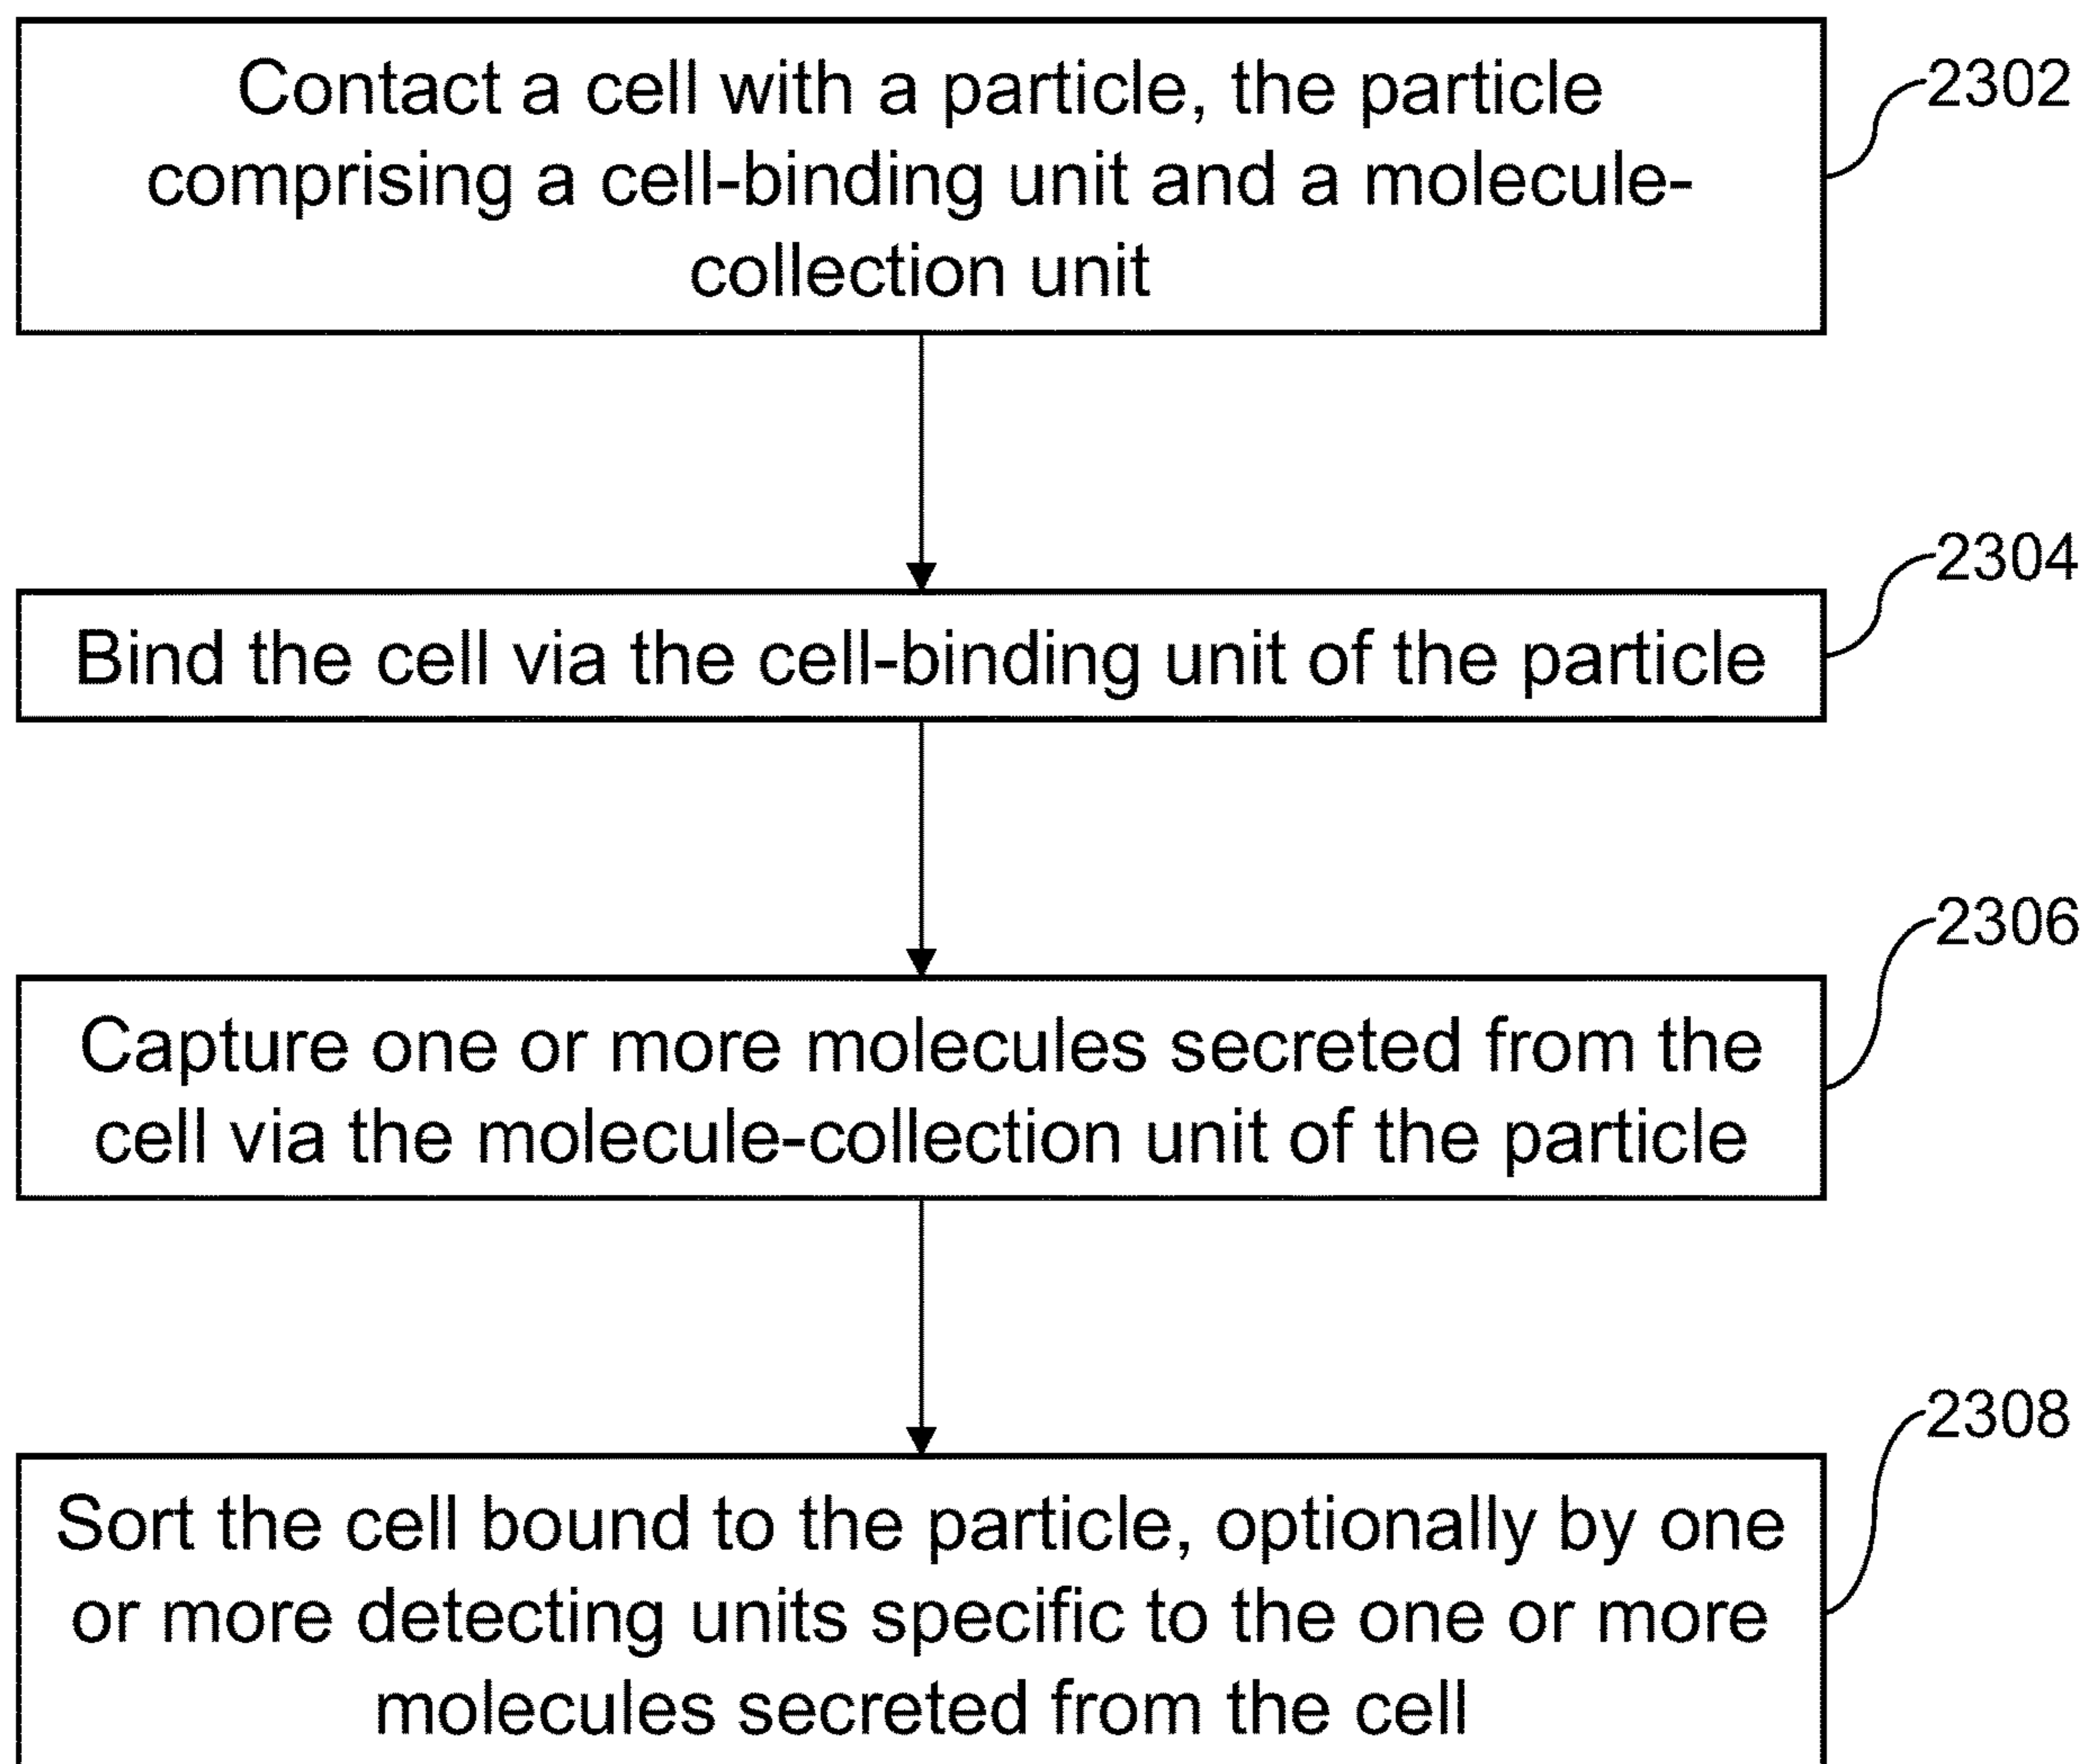 Contact a cell with a particle, the particle
comprising a cell-binding unit and a molecule-
collection unit
2302
Bind the cell via the cell-binding unit of the particle
2304
Capture one or more molecules secreted from the
cell via the molecule-collection unit of the particle
2306
Sort the cell bound to the particle, optionally by one
or more detecting units specific to the one or more
molecules secreted from the cell
2308